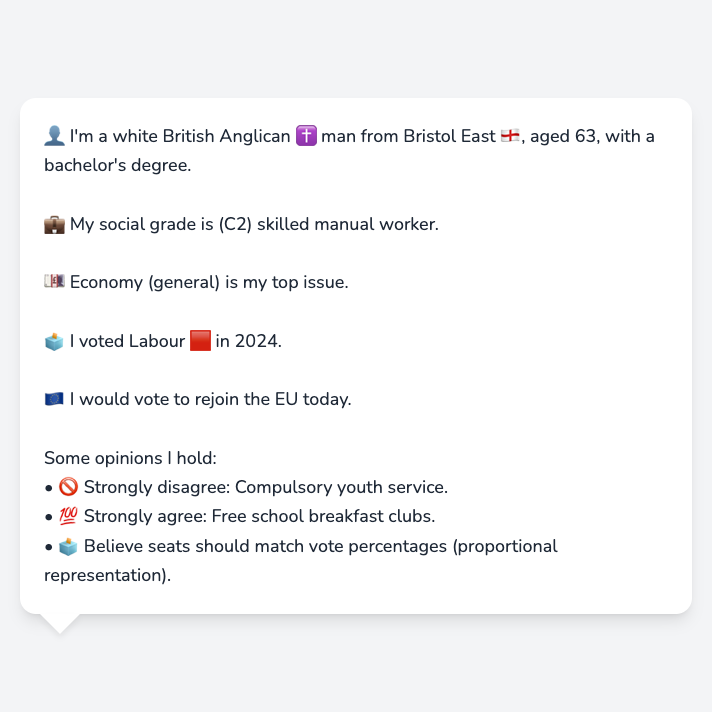 👤 I'm a white British Anglican ✝️ man from Bristol East 🏴󠁧󠁢󠁥󠁮󠁧󠁿, aged 63, with a
bachelor's degree.
💼 My social grade is (C2) skilled manual worker.
💷 Economy (general) is my top issue.
🗳️ I voted Labour 🟥 in 2024.
🇪🇺 I would vote to rejoin the EU today.
Some opinions I hold:
• 🚫 Strongly disagree: Compulsory youth service.
• 💯 Strongly agree: Free school breakfast clubs.
• 🗳️ Believe seats should match vote percentages (proportional
representation).